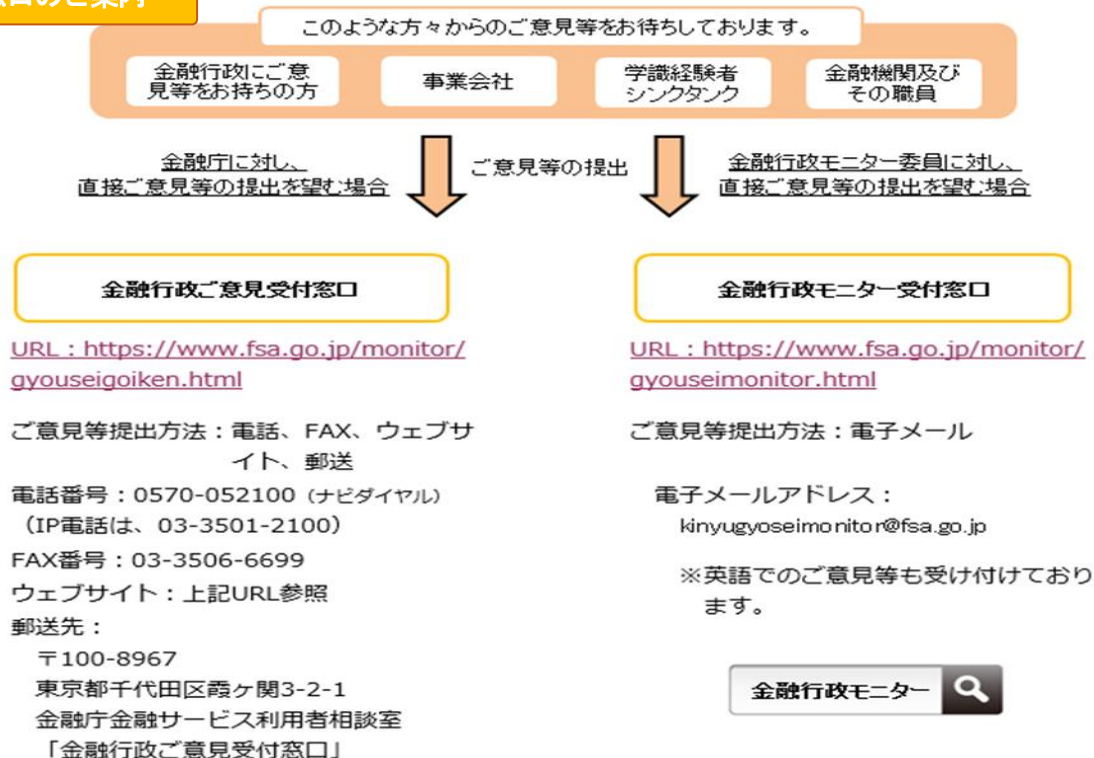 口のご案内
このような方々からのご意見等をお待ちしております。
金融行政にご意
見等をお持ちの方
事業会社
学識経験者
シンクタンク
金融機関及び
その職員
金融庁に対し、
直接ご意見等の提出を望む場合
ご意見等の提出
金融行政モニター委員に対し、
直接ご意見等の提出を望む場合
金融行政ご意見受付窓口
URL：https://www.fsa.go.jp/monitor/
gyouseigoiken.html
ご意見等提出方法：電話、FAX、ウェブサ
イト、郵送
電話番号：0570-052100（ナビダイヤル）
（IP電話は、03-3501-2100）
FAX番号：03-3506-6699
ウェブサイト：上記URL参照
郵送先：
〒100-8967
東京都千代田区霞ヶ関3-2-1
金融庁金融サービス利用者相談室
「金融行政ご意見受付窓口」
金融行政モニター受付窓口
URL：https://www.fsa.go.jp/monitor/
gyouseimonitor.html
ご意見等提出方法：電子メール
電子メールアドレス：
kinyugyoseimonitor@fsa.go.jp
※英語でのご意見等も受け付けており
ます。
金融行政モニター